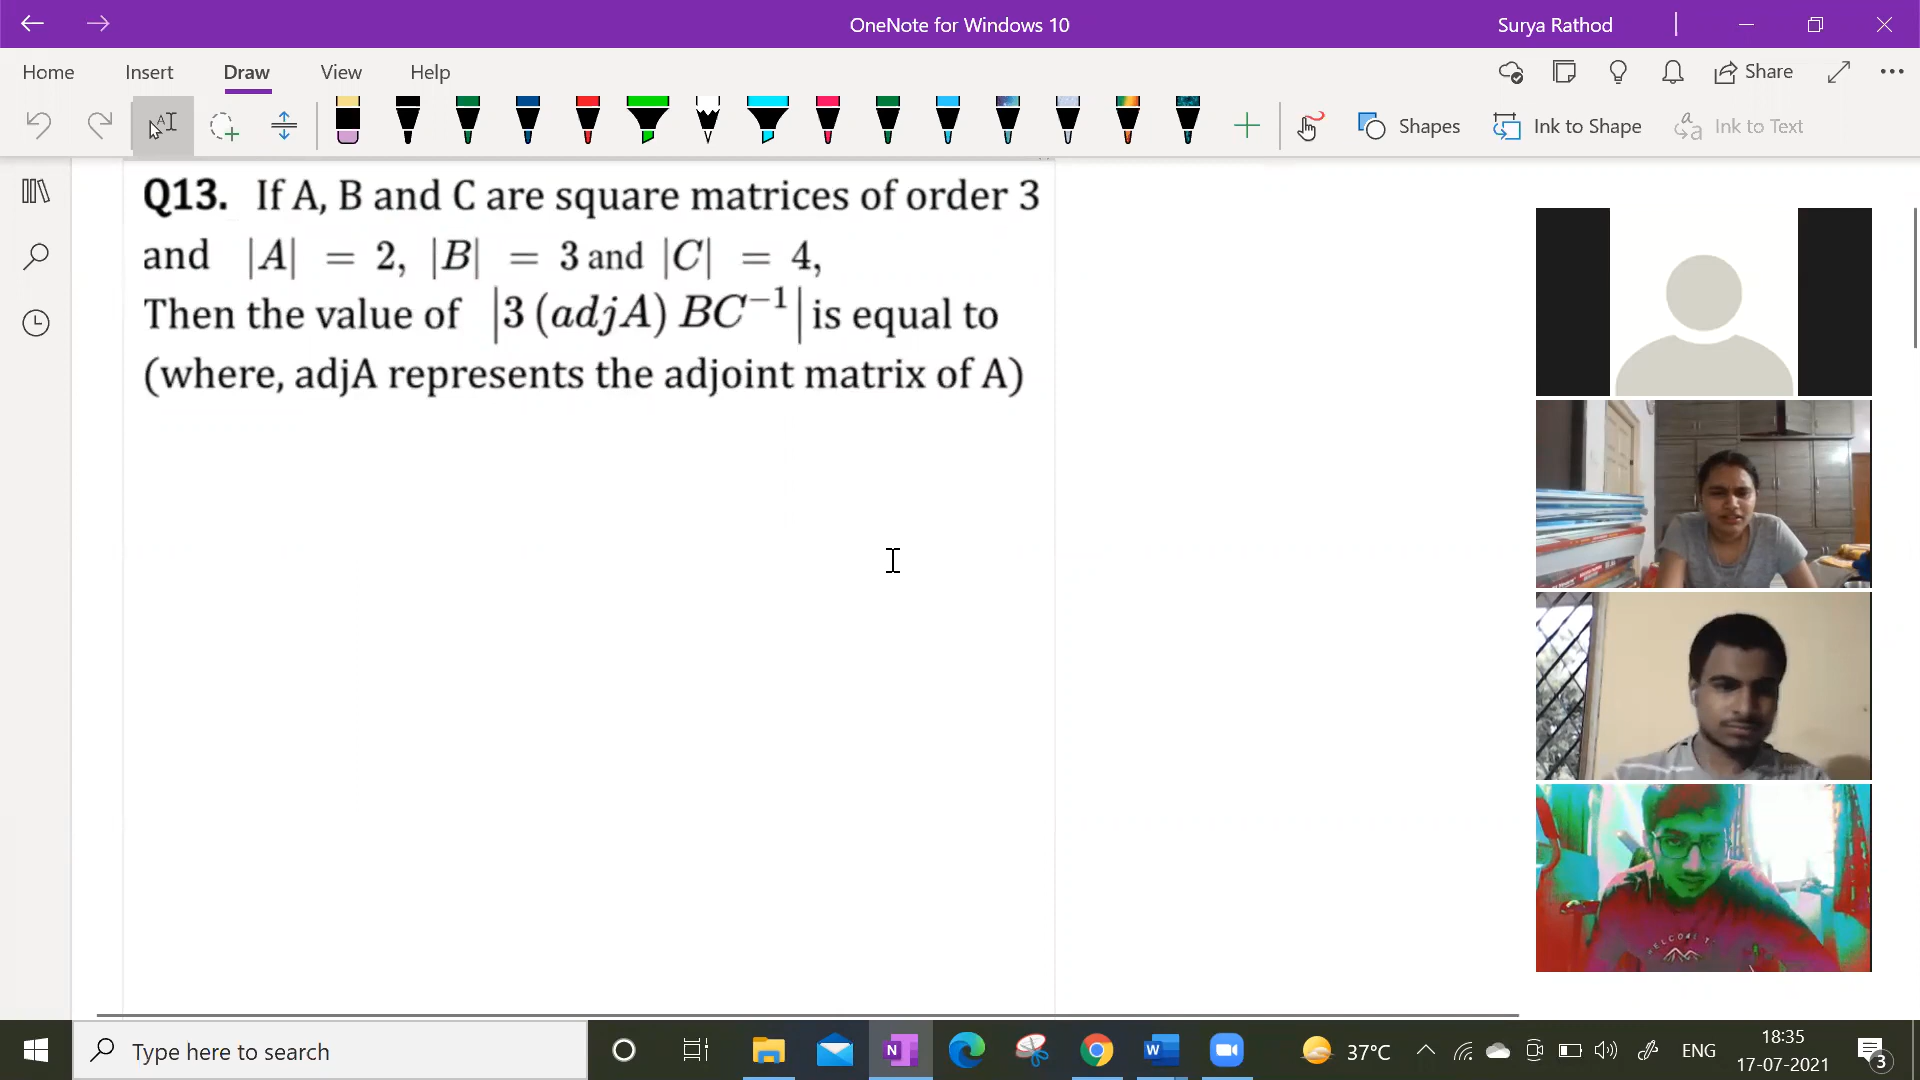 OneNote for Windows 10
Surya Rathod
Home Insert Draw View Help
Share
Shapes Ink to Shape Ink to Text
Q13. If A, B and C are square matrices of order 3
and |A| = 2, |B| = 3 and |C| = 4,
Then the value of |3 (adjA) BC⁻¹| is equal to
(where, adjA represents the adjoint matrix of A)
WELCOME TO
Type here to search
37°C
ENG
18:35
17-07-2021
3